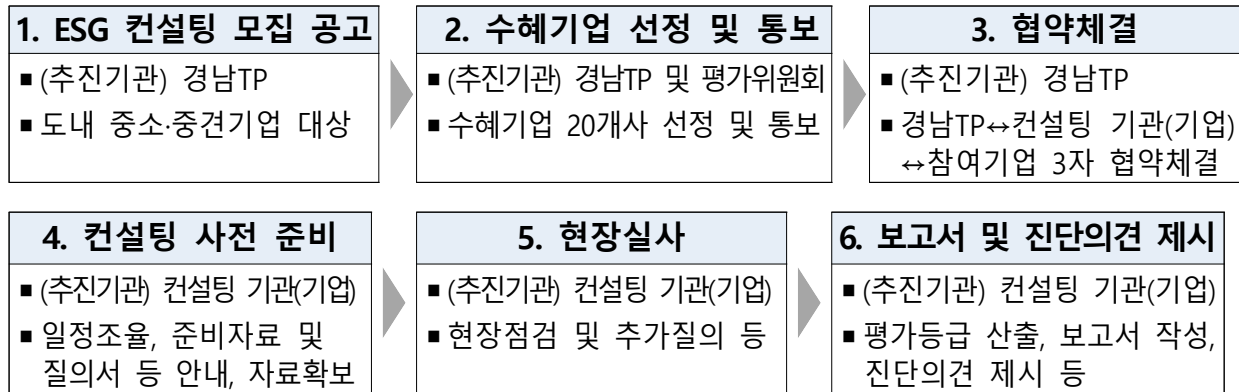 1. ESG 컨설팅 모집 공고
■ (추진기관) 경남TP
■ 도내 중소·중견기업 대상
2. 수혜기업 선정 및 통보
■ (추진기관) 경남TP 및 평가위원회
■ 수혜기업 20개사 선정 및 통보
3. 협약체결
■ (추진기관) 경남TP
■ 경남TP↔컨설팅 기관(기업)
↔참여기업 3자 협약체결
4. 컨설팅 사전 준비
■ (추진기관) 컨설팅 기관(기업)
■ 일정조율, 준비자료 및
질의서 등 안내, 자료확보
5. 현장실사
■ (추진기관) 컨설팅 기관(기업)
■ 현장점검 및 추가질의 등
6. 보고서 및 진단의견 제시
■ (추진기관) 컨설팅 기관(기업)
■ 평가등급 산출, 보고서 작성,
진단의견 제시 등